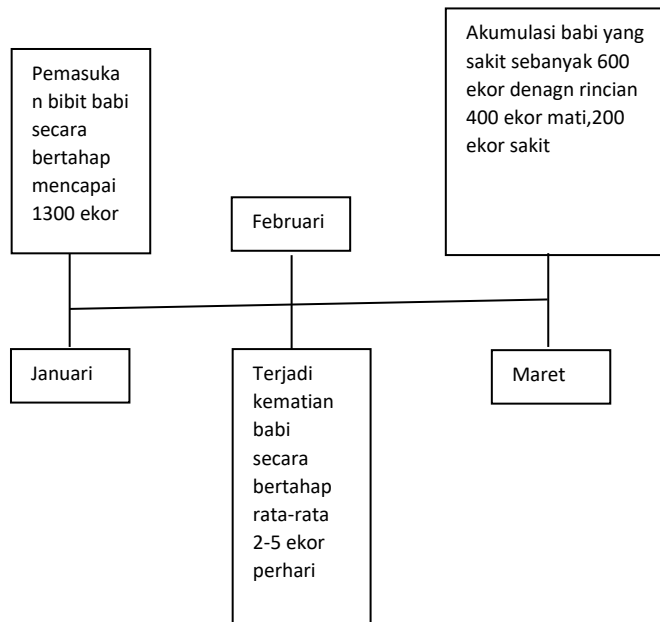 Pemasuka
n bibit babi
secara
bertahap
mencapai
1300 ekor
Februari
Akumulasi babi yang
sakit sebanyak 600
ekor denagn rincian
400 ekor mati,200
ekor sakit
Januari
Terjadi
kematian
babi
secara
bertahap
rata-rata
2-5 ekor
perhari
Maret